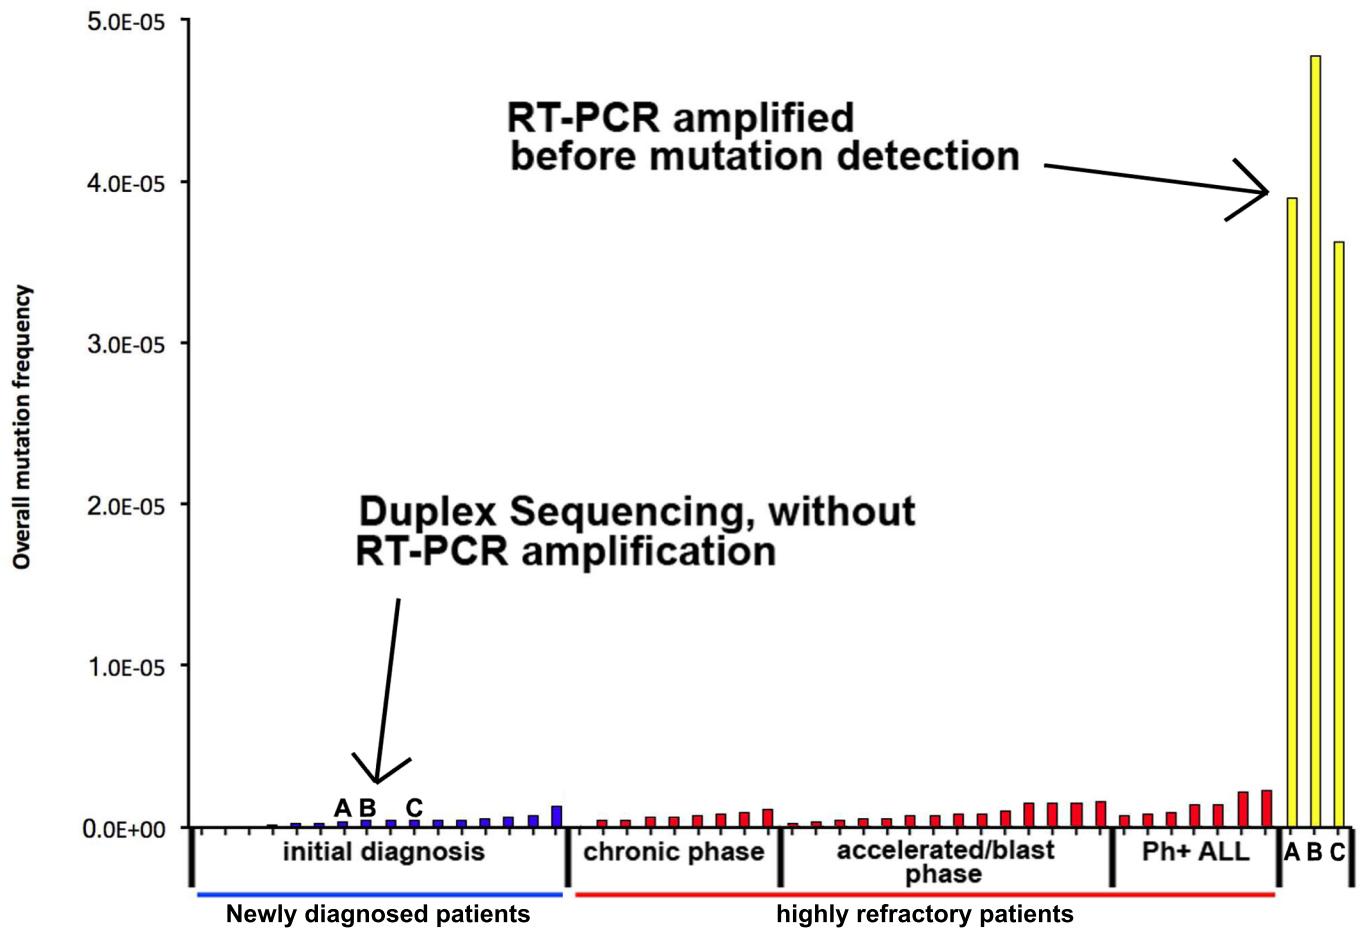 5.0E-05
RT-PCR amplified
before mutation detection
4.0E-05
3.0E-05
Overall mutation frequency
2.0E-05
Duplex Sequencing, without
RT-PCR amplification
1.0E-05
A B C
0.0E+00
initial diagnosis
chronic phase
accelerated/blast
phase
Ph+ ALL
A B C
Newly diagnosed patients
highly refractory patients